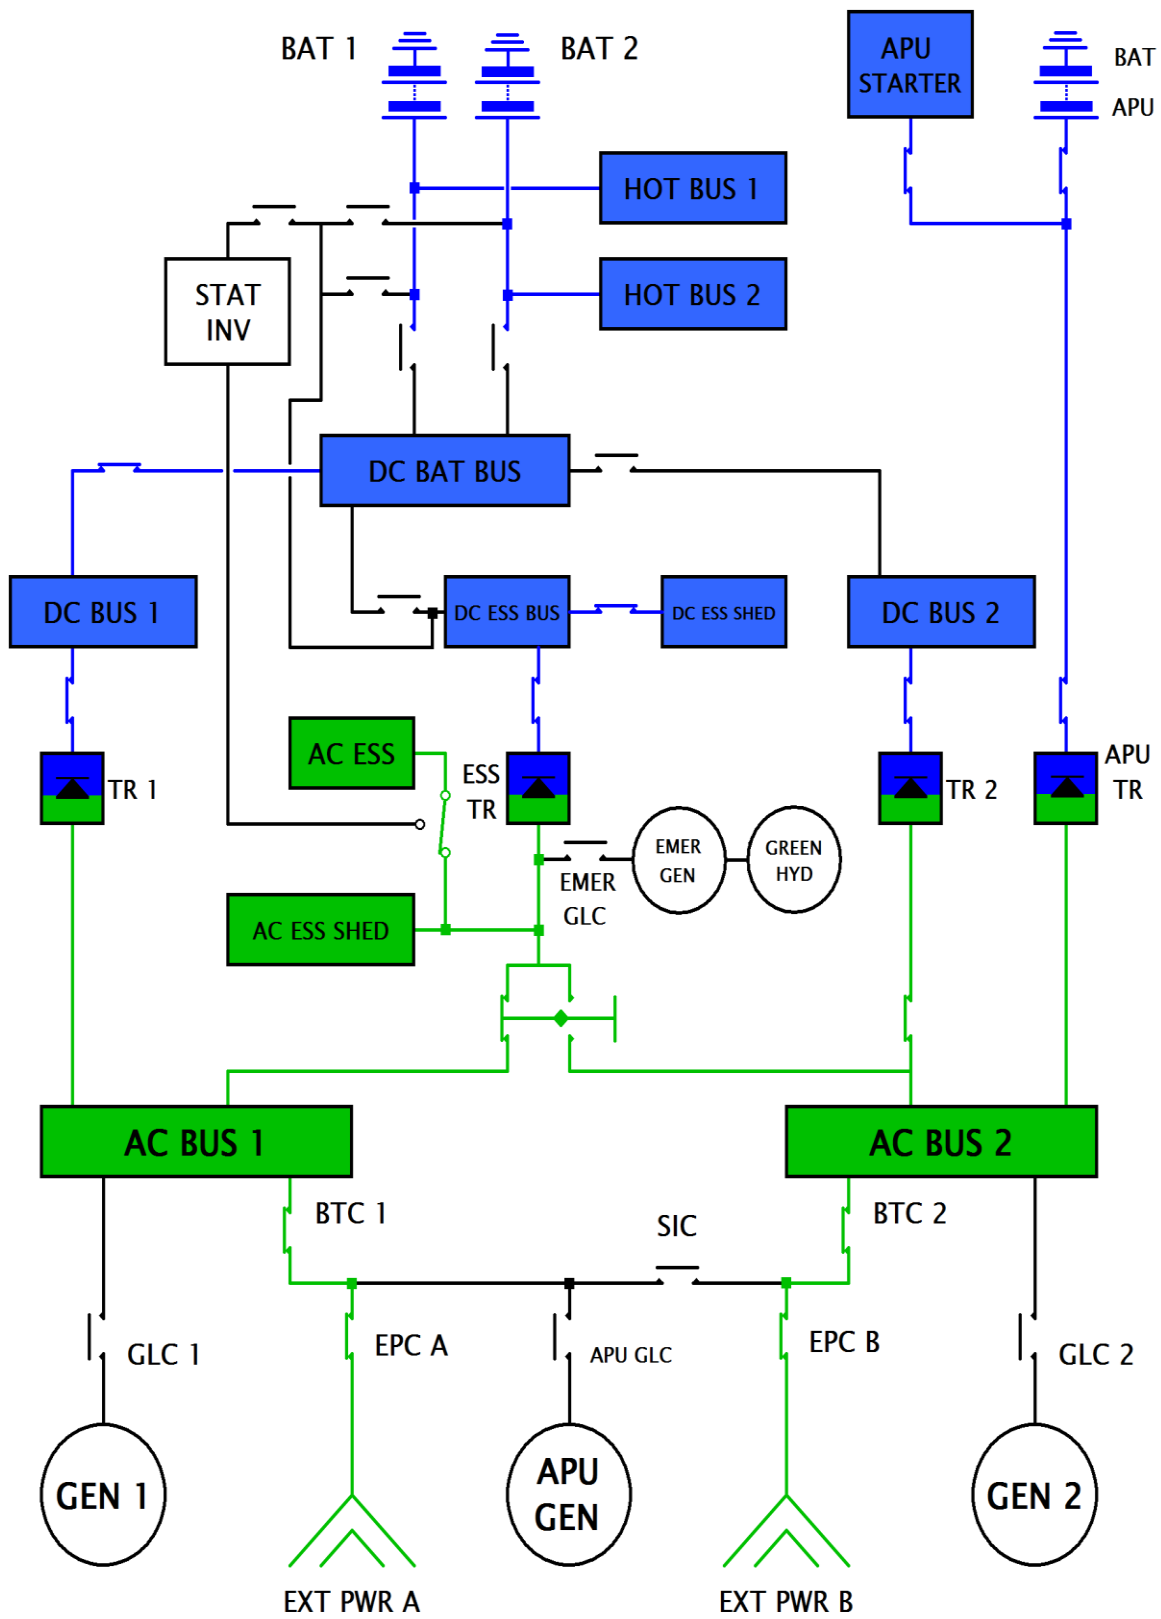 BAT 1
BAT 2
APU
STARTER
BAT
APU
HOT BUS 1
HOT BUS 2
STAT
INV
DC BAT BUS
DC BUS 1
DC ESS BUS
DC ESS SHED
DC BUS 2
AC ESS
TR 1
ESS
TR
TR 2
APU
TR
EMER
GEN
GREEN
HYD
EMER
GLC
AC ESS SHED
AC BUS 1
AC BUS 2
BTC 1
SIC
BTC 2
GLC 1
EPC A
APU GLC
EPC B
GLC 2
GEN 1
APU
GEN
GEN 2
EXT PWR A
EXT PWR B